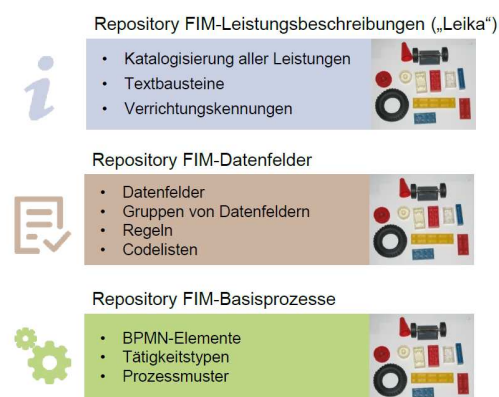 Repository FIM-Leistungsbeschreibungen („Leika“)
• Katalogisierung aller Leistungen
• Textbausteine
• Verrichtungskennungen
Repository FIM-Datenfelder
• Datenfelder
• Gruppen von Datenfeldern
• Regeln
• Codelisten
Repository FIM-Basisprozesse
• BPMN-Elemente
• Tätigkeitstypen
• Prozessmuster